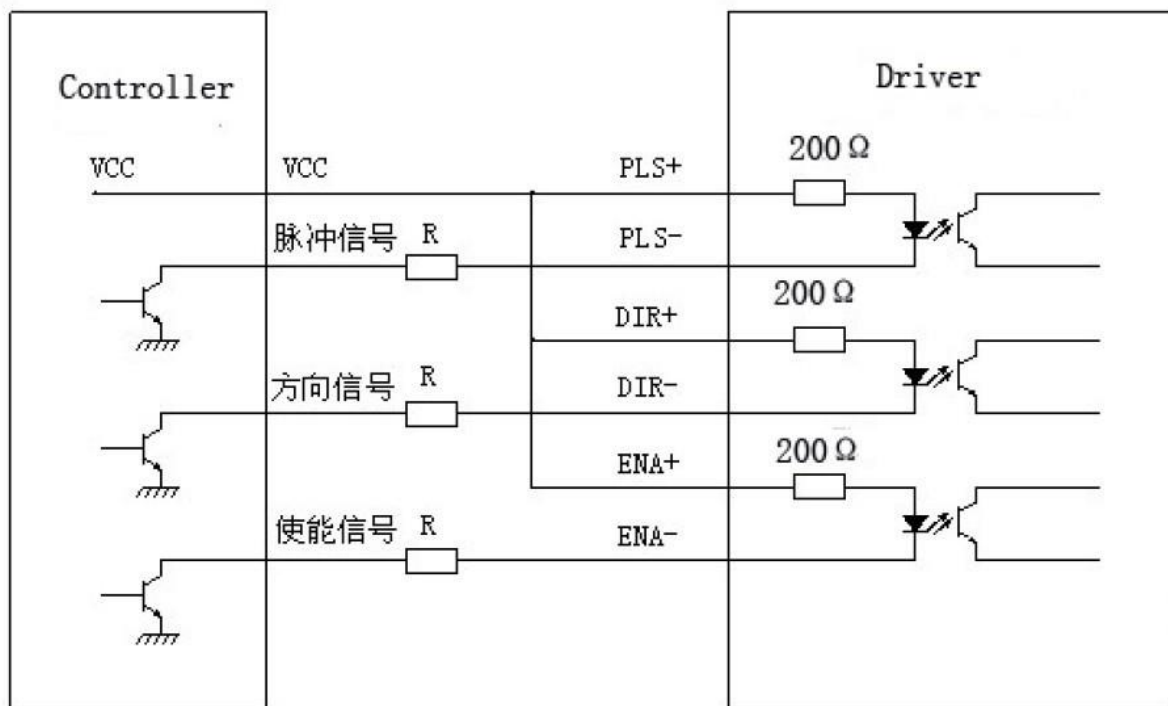 Controller
Driver
200Ω
VCC
VCC
PLS+
脉冲信号
R
PLS-
200Ω
DIR+
方向信号
R
DIR-
200Ω
ENA+
使能信号
R
ENA-